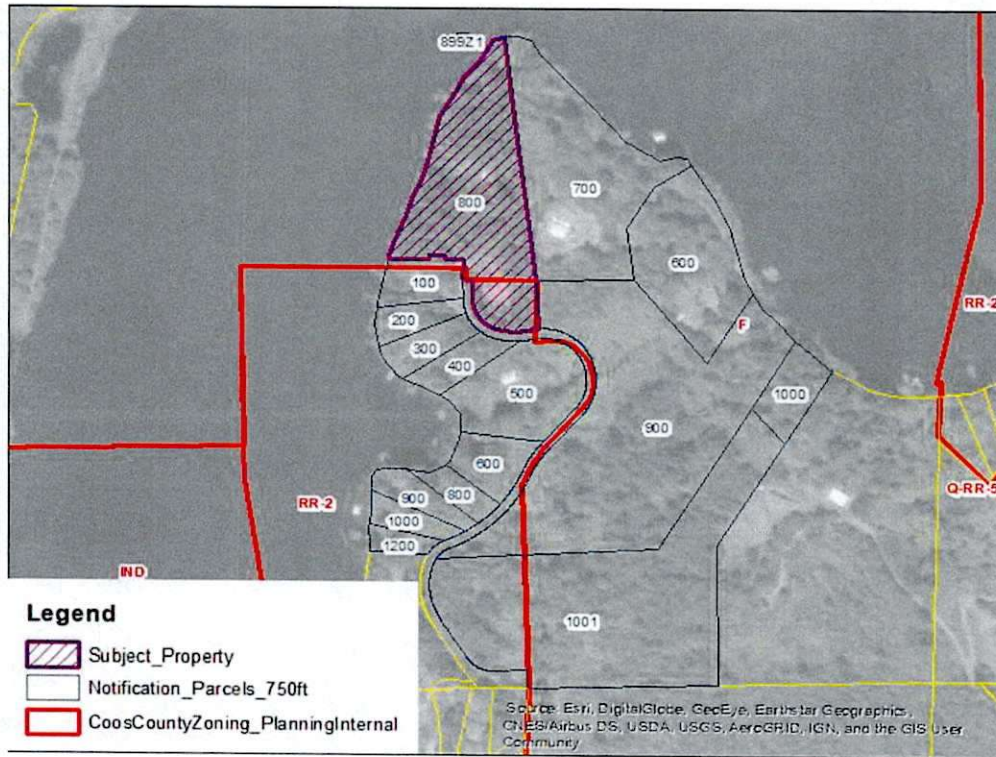 899Z1
700
800
600
100
RR-2
200
F
300
400
500
1000
900
600
Q-RR-5
900
800
RR-2
1000
1200
IND
1001
Legend
Subject_Property
Notification_Parcels_750ft
CoosCountyZoning_PlanningInternal
Source: Esri, DigitalGlobe, GeoEye, Earthstar Geographics,
CNES/Airbus DS, USDA, USGS, AeroGRID, IGN, and the GIS User
Community